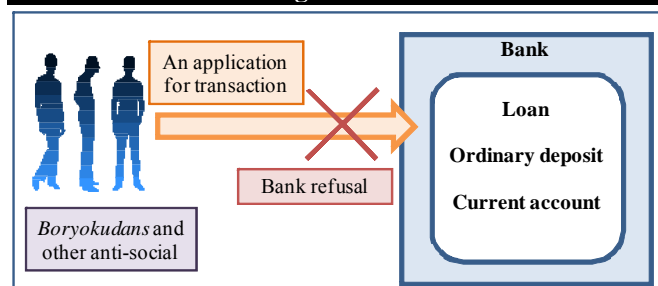 An application
for transaction
Bank
Loan
Ordinary deposit
Current account
Bank refusal
Boryokudans and
other anti-social